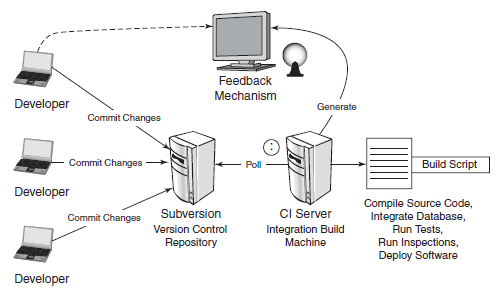 Feedback
Mechanism
Developer
Commit Changes
Generate
:
Developer
Commit Changes
Poll
Build Script
Subversion
Version Control
Repository
CI Server
Integration Build
Machine
Compile Source Code,
Integrate Database,
Run Tests,
Run Inspections,
Deploy Software
Commit Changes
Developer